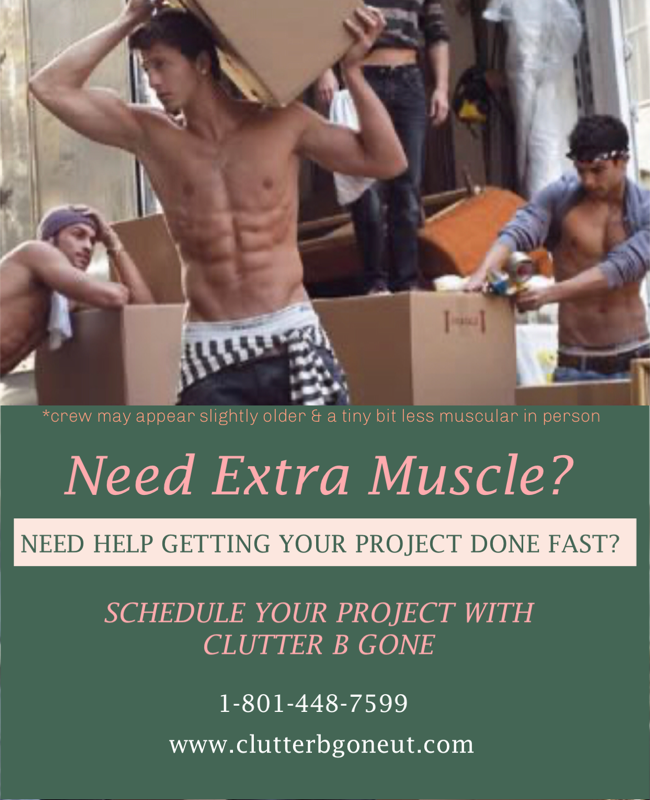 *crew may appear slightly older & a tiny bit less muscular in person
Need Extra Muscle?
NEED HELP GETTING YOUR PROJECT DONE FAST?
SCHEDULE YOUR PROJECT WITH
CLUTTER B GONE
1-801-448-7599
www.clutterbgoneut.com